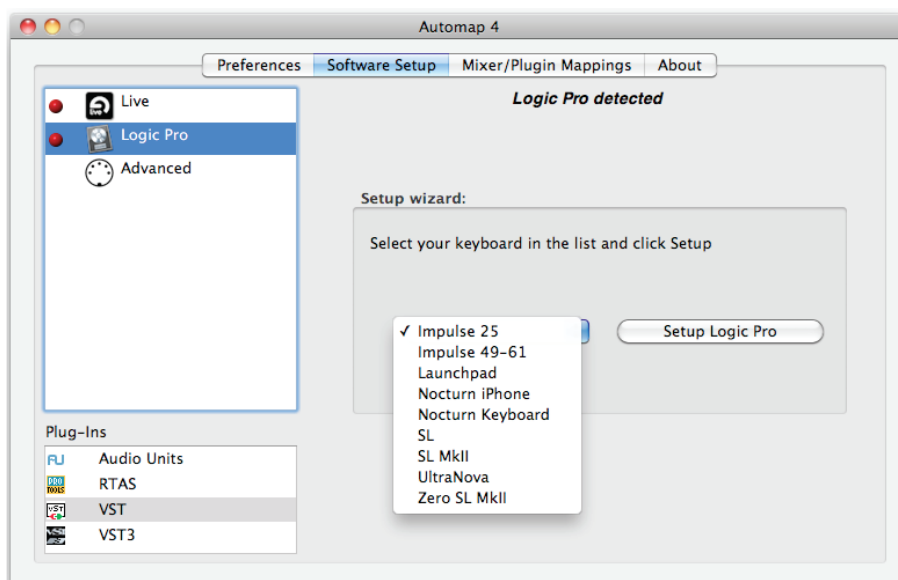 Automap 4
Preferences
Software Setup
Mixer/Plugin Mappings
About
Live
Logic Pro
Advanced
Logic Pro detected
Setup wizard:
Select your keyboard in the list and click Setup
✓ Impulse 25
Impulse 49-61
Launchpad
Nocturn iPhone
Nocturn Keyboard
SL
SL MkII
UltraNova
Zero SL MkII
Setup Logic Pro
Plug-Ins
Audio Units
RTAS
VST
VST3